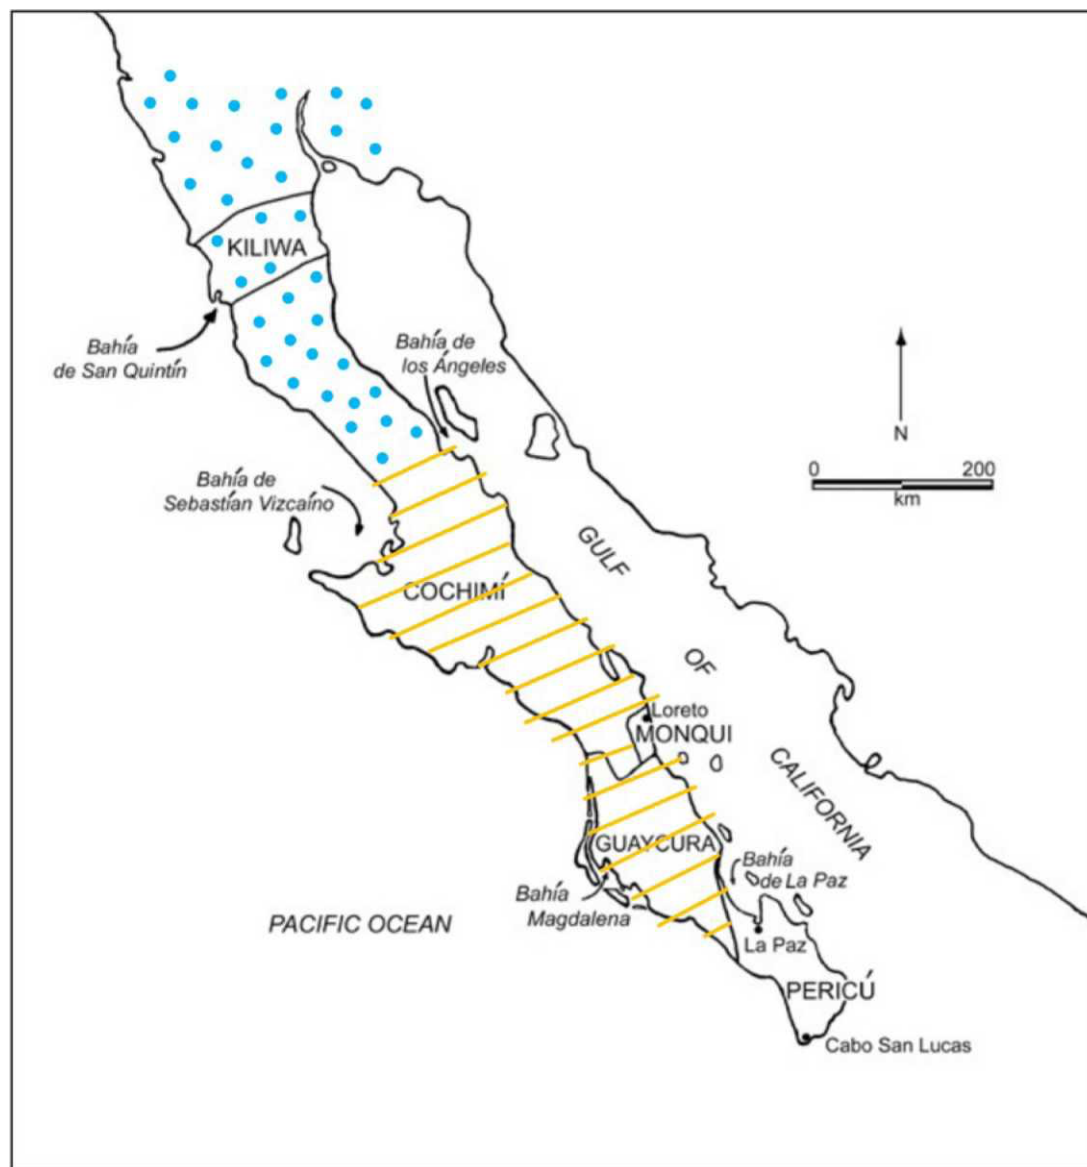 KILIWA
Bahía
de San Quintín
Bahía de
los Ángeles
N
0 200
km
Bahía de
Sebastían Vizcaíno
GULF
COCHIMÍ
OF
Loreto
MONQUI
CALIFORNIA
GUAYCURA
Bahía
de La Paz
Bahía
Magdalena
PACIFIC OCEAN
La Paz
PERICÚ
Cabo San Lucas